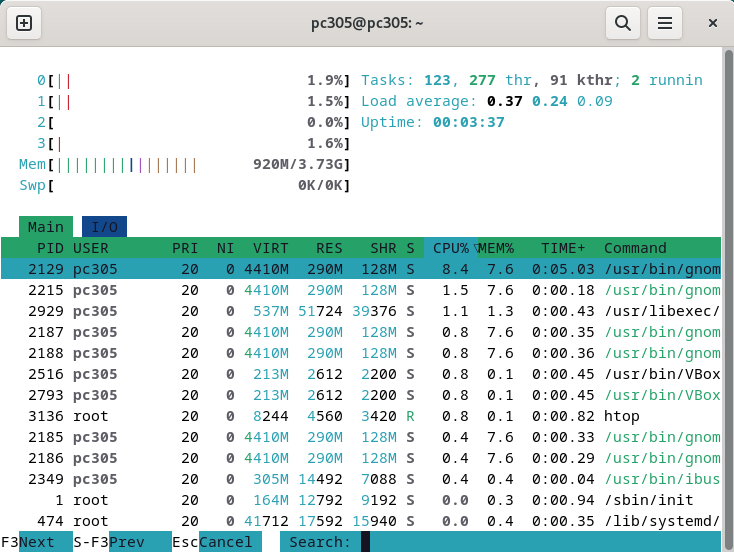 pc305@pc305: ~
0[|| 1.9%] Tasks: 123, 277 thr, 91 kthr; 2 runnin
1[|| 1.5%] Load average: 0.37 0.24 0.09
2[ 0.0%] Uptime: 00:03:37
3[| 1.6%]
Mem[|||||||||||||||| 920M/3.73G]
Swp[ 0K/0K]
Main I/O
PID USER PRI NI VIRT RES SHR S CPU%▽MEM% TIME+ Command
2129 pc305 20 0 4410M 290M 128M S 8.4 7.6 0:05.03 /usr/bin/gnom
2215 pc305 20 0 4410M 290M 128M S 1.5 7.6 0:00.18 /usr/bin/gnom
2929 pc305 20 0 537M 51724 39376 S 1.1 1.3 0:00.43 /usr/libexec/
2187 pc305 20 0 4410M 290M 128M S 0.8 7.6 0:00.35 /usr/bin/gnom
2188 pc305 20 0 4410M 290M 128M S 0.8 7.6 0:00.36 /usr/bin/gnom
2516 pc305 20 0 213M 2612 2200 S 0.8 0.1 0:00.45 /usr/bin/VBox
2793 pc305 20 0 213M 2612 2200 S 0.8 0.1 0:00.45 /usr/bin/VBox
3136 root 20 0 8244 4560 3420 R 0.8 0.1 0:00.82 htop
2185 pc305 20 0 4410M 290M 128M S 0.4 7.6 0:00.33 /usr/bin/gnom
2186 pc305 20 0 4410M 290M 128M S 0.4 7.6 0:00.29 /usr/bin/gnom
2349 pc305 20 0 305M 14492 7088 S 0.4 0.4 0:00.04 /usr/bin/ibus
1 root 20 0 164M 12792 9192 S 0.0 0.3 0:00.94 /sbin/init
474 root 20 0 41712 17592 15940 S 0.0 0.4 0:00.35 /lib/systemd/
F3Next S-F3Prev EscCancel Search: